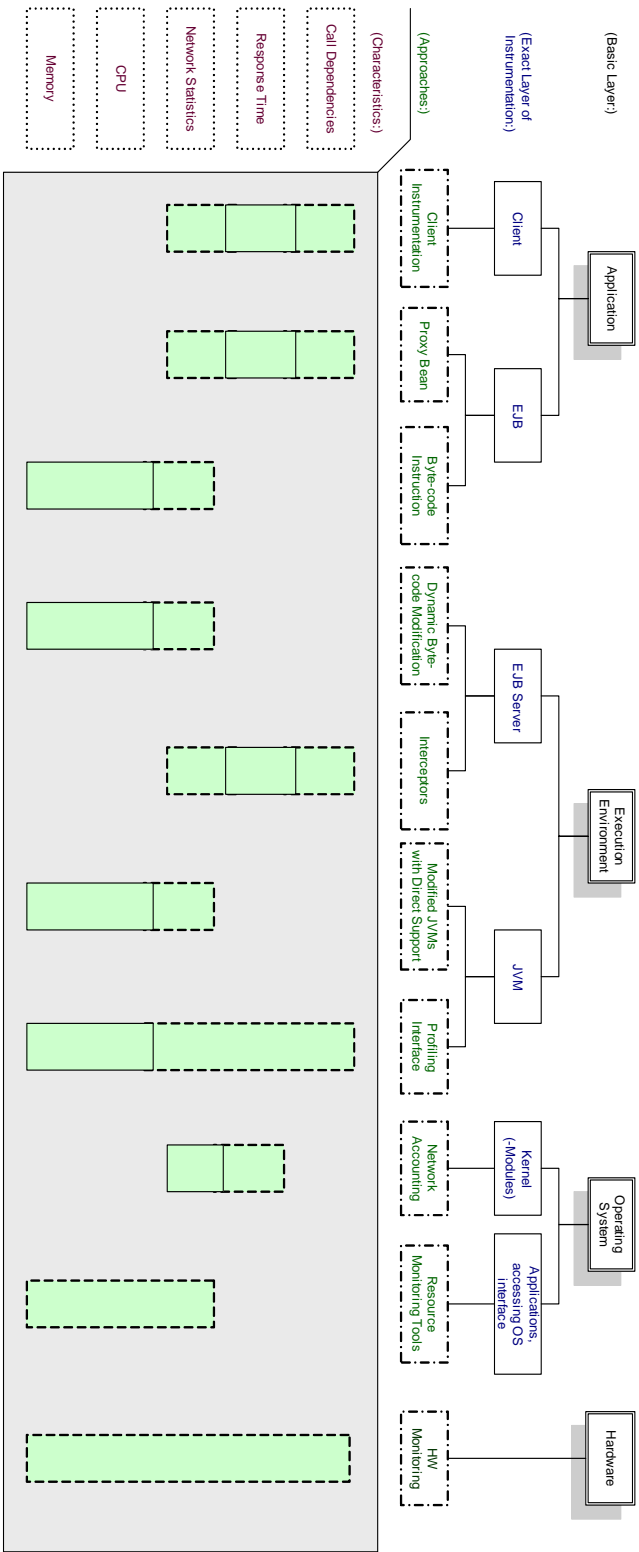 (Basic Layer:)
Application
Execution
Environment
Operating
System
Hardware
(Exact Layer of
Instrumentation:)
Client
EJB
EJB Server
JVM
Kernel
(-Modules)
Applications,
accessing OS
interface
(Approaches:)
Client
Instrumentation
Proxy Bean
Byte-code
Instruction
Dynamic Byte-
code Modification
Interceptors
Modified JVMs
with Direct Support
Profiling
Interface
Network
Accounting
Resource
Monitoring Tools
HW
Monitoring
(Characteristics:)
Call Dependencies
Response Time
Network Statistics
CPU
Memory